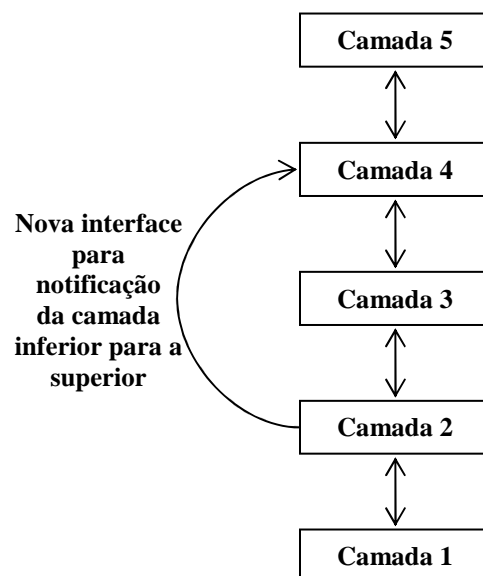 Camada 5
Camada 4
Nova interface
para
notificação
da camada
inferior para a
superior
Camada 3
Camada 2
Camada 1